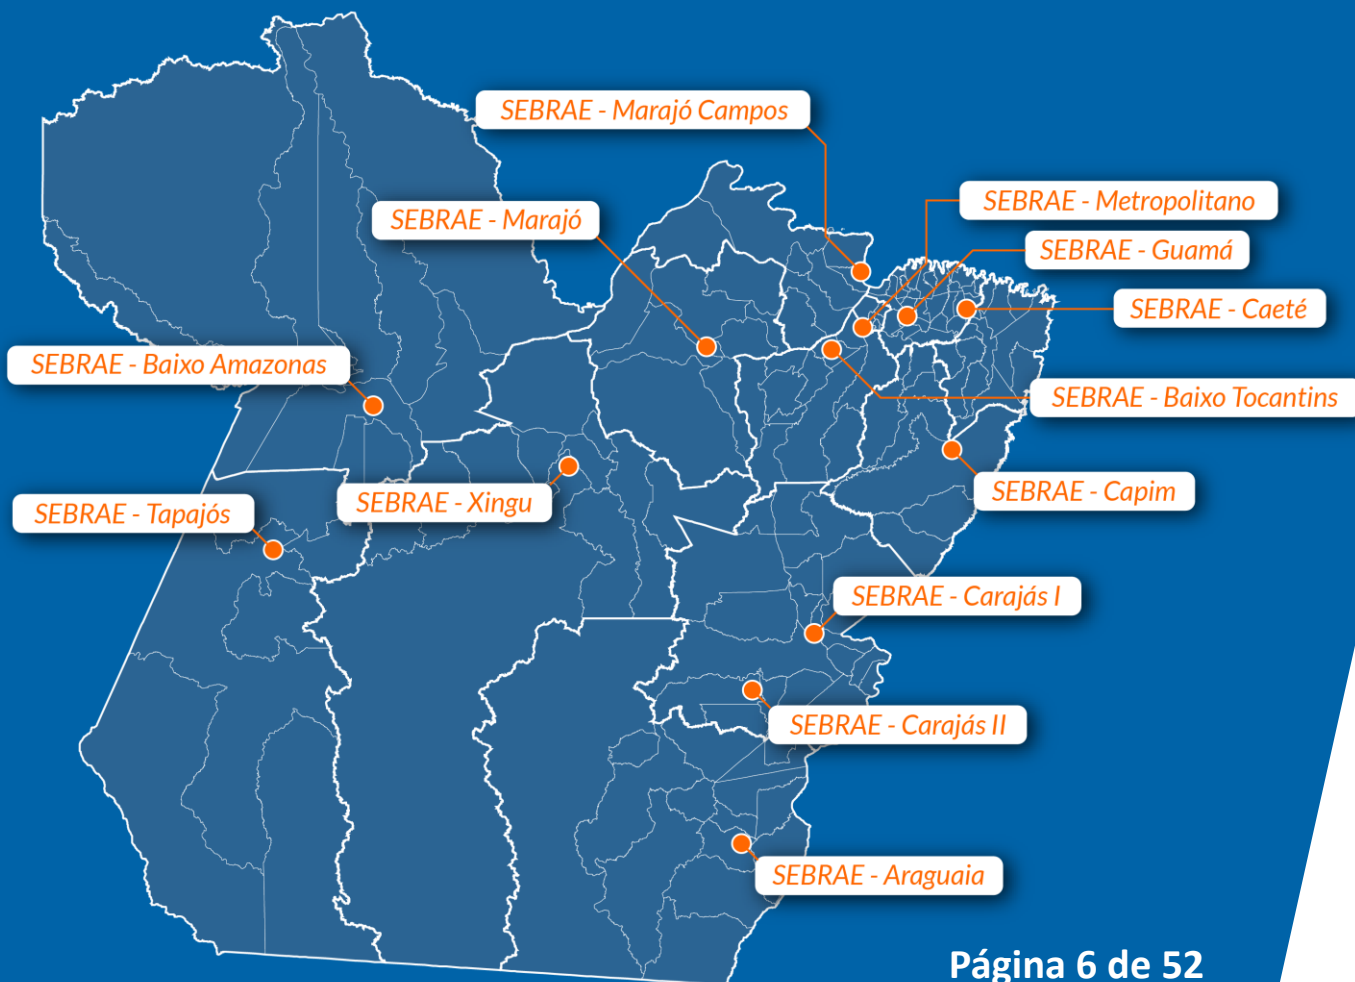 SEBRAE - Marajó Campos
SEBRAE - Metropolitano
SEBRAE - Marajó
SEBRAE - Guamá
SEBRAE - Caeté
SEBRAE - Baixo Amazonas
SEBRAE - Baixo Tocantins
SEBRAE - Capim
SEBRAE - Xingu
SEBRAE - Tapajós
SEBRAE - Carajás I
SEBRAE - Carajás II
SEBRAE - Araguaia
Página 6 de 52